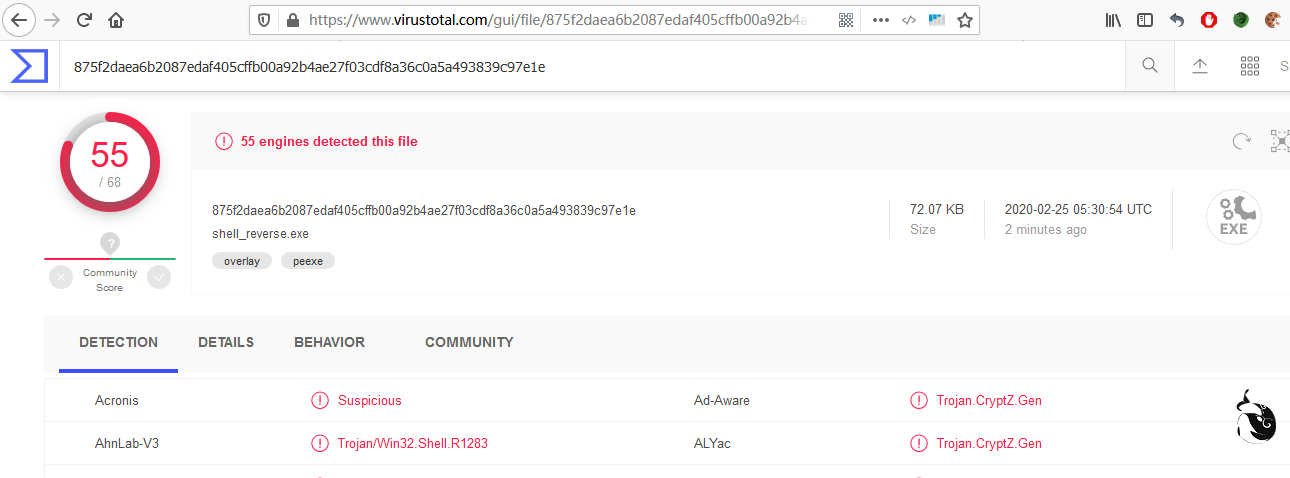 https://www.virustotal.com/gui/file/875f2daea6b2087edaf405cffb00a92b4a
875f2daea6b2087edaf405cffb00a92b4ae27f03cdf8a36c0a5a493839c97e1e
S
55
/ 68
55 engines detected this file
875f2daea6b2087edaf405cffb00a92b4ae27f03cdf8a36c0a5a493839c97e1e
shell_reverse.exe
overlay peexe
72.07 KB
Size
2020-02-25 05:30:54 UTC
2 minutes ago
EXE
?
Community
Score
DETECTION DETAILS BEHAVIOR COMMUNITY
Acronis Suspicious Ad-Aware Trojan.CryptZ.Gen
AhnLab-V3 Trojan/Win32.Shell.R1283 ALYac Trojan.CryptZ.Gen